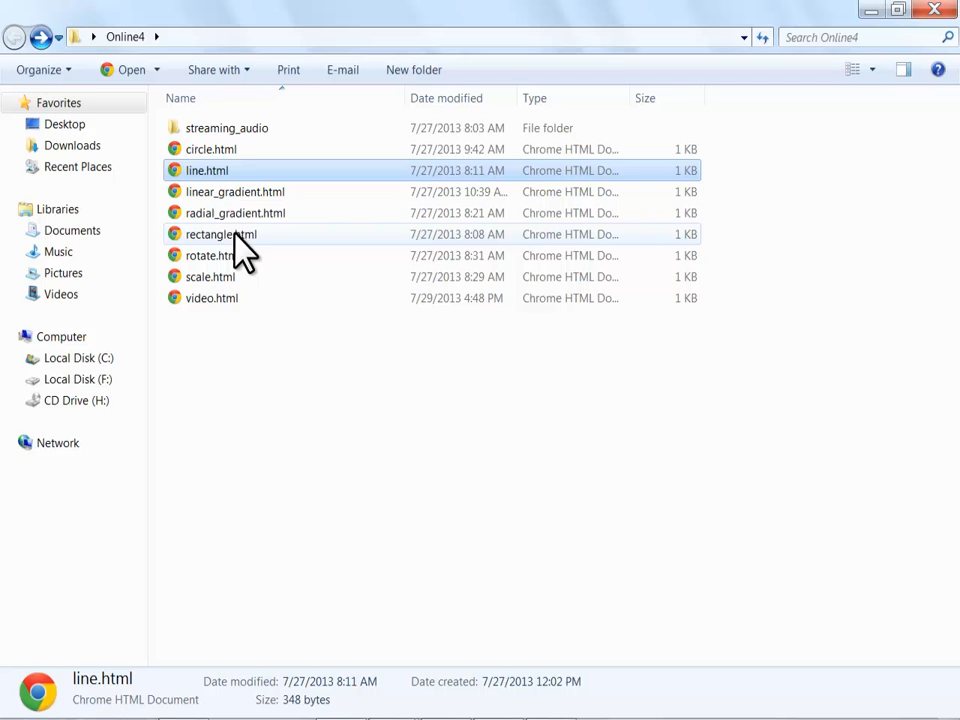 Online4
Search Online4
Organize Open Share with Print E-mail New folder
Favorites
Desktop
Downloads
Recent Places
Libraries
Documents
Music
Pictures
Videos
Computer
Local Disk (C:)
Local Disk (F:)
CD Drive (H:)
Network
Name Date modified Type Size
streaming_audio 7/27/2013 8:03 AM File folder
circle.html 7/27/2013 9:42 AM Chrome HTML Do... 1 KB
line.html 7/27/2013 8:11 AM Chrome HTML Do... 1 KB
linear_gradient.html 7/27/2013 10:39 A... Chrome HTML Do... 1 KB
radial_gradient.html 7/27/2013 8:21 AM Chrome HTML Do... 1 KB
rectangle.html 7/27/2013 8:08 AM Chrome HTML Do... 1 KB
rotate.html 7/27/2013 8:31 AM Chrome HTML Do... 1 KB
scale.html 7/27/2013 8:29 AM Chrome HTML Do... 1 KB
video.html 7/29/2013 4:48 PM Chrome HTML Do... 1 KB
line.html Date modified: 7/27/2013 8:11 AM Date created: 7/27/2013 12:02 PM
Chrome HTML Document Size: 348 bytes